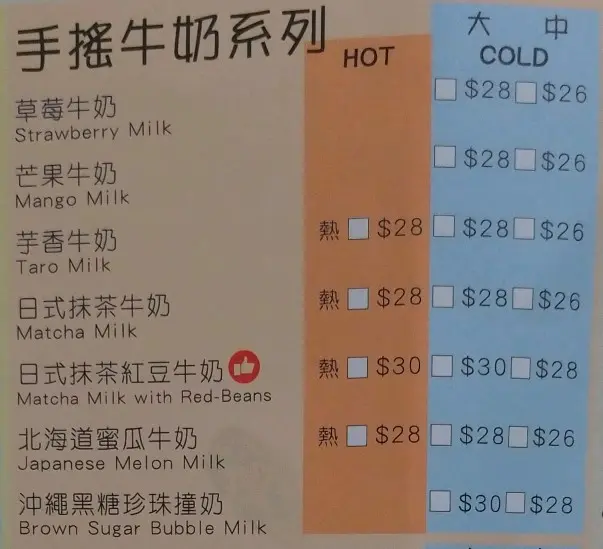 手搖牛奶系列
HOT
大 中
COLD
草莓牛奶 $28 $26
Strawberry Milk
芒果牛奶 $28 $26
Mango Milk
芋香牛奶 熱 $28 $28 $26
Taro Milk
日式抹茶牛奶 熱 $28 $28 $26
Matcha Milk
日式抹茶紅豆牛奶 熱 $30 $30 $28
Matcha Milk with Red-Beans
北海道蜜瓜牛奶 熱 $28 $28 $26
Japanese Melon Milk
沖繩黑糖珍珠撞奶 $30 $28
Brown Sugar Bubble Milk